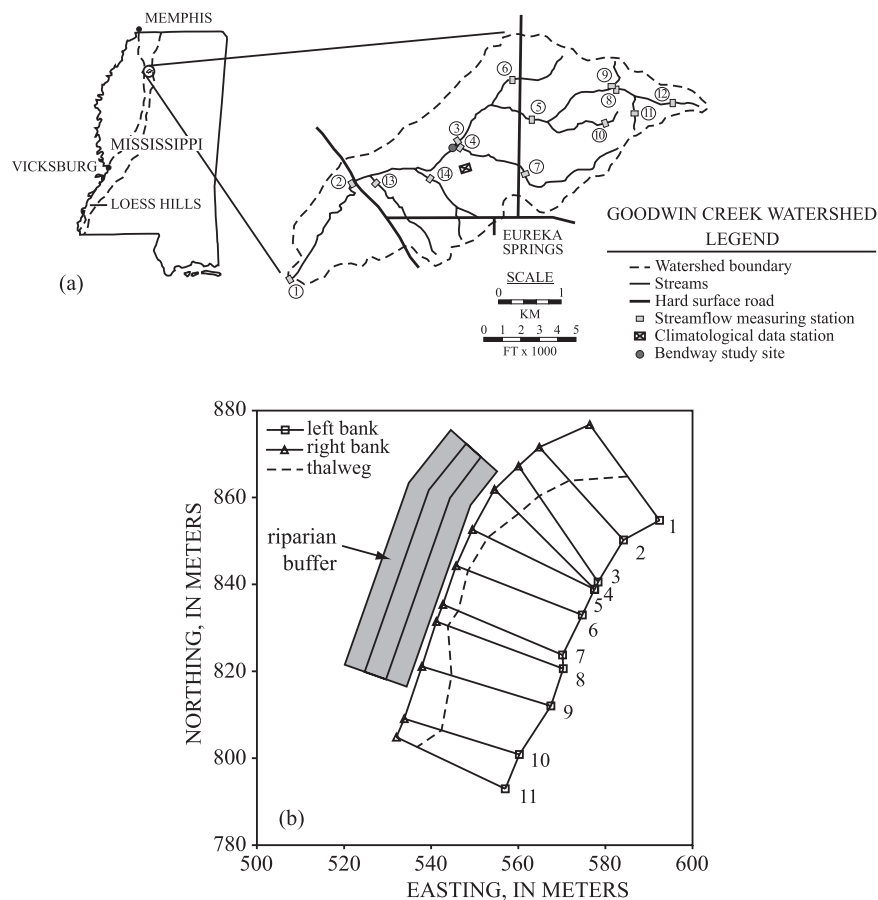 MEMPHIS
MISSISSIPPI
VICKSBURG
LOESS HILLS
(a)
1
2
3
4
5
6
7
8
9
10
11
12
13
14
EUREKA
SPRINGS
SCALE
0 1
KM
0 1 2 3 4 5
FT x 1000
GOODWIN CREEK WATERSHED
LEGEND
Watershed boundary
Streams
Hard surface road
Streamflow measuring station
Climatological data station
Bendway study site
left bank
right bank
thalweg
riparian
buffer
1
2
3
4
5
6
7
8
9
10
11
(b)
NORTHING, IN METERS
880
860
840
820
800
780
500 520 540 560 580 600
EASTING, IN METERS